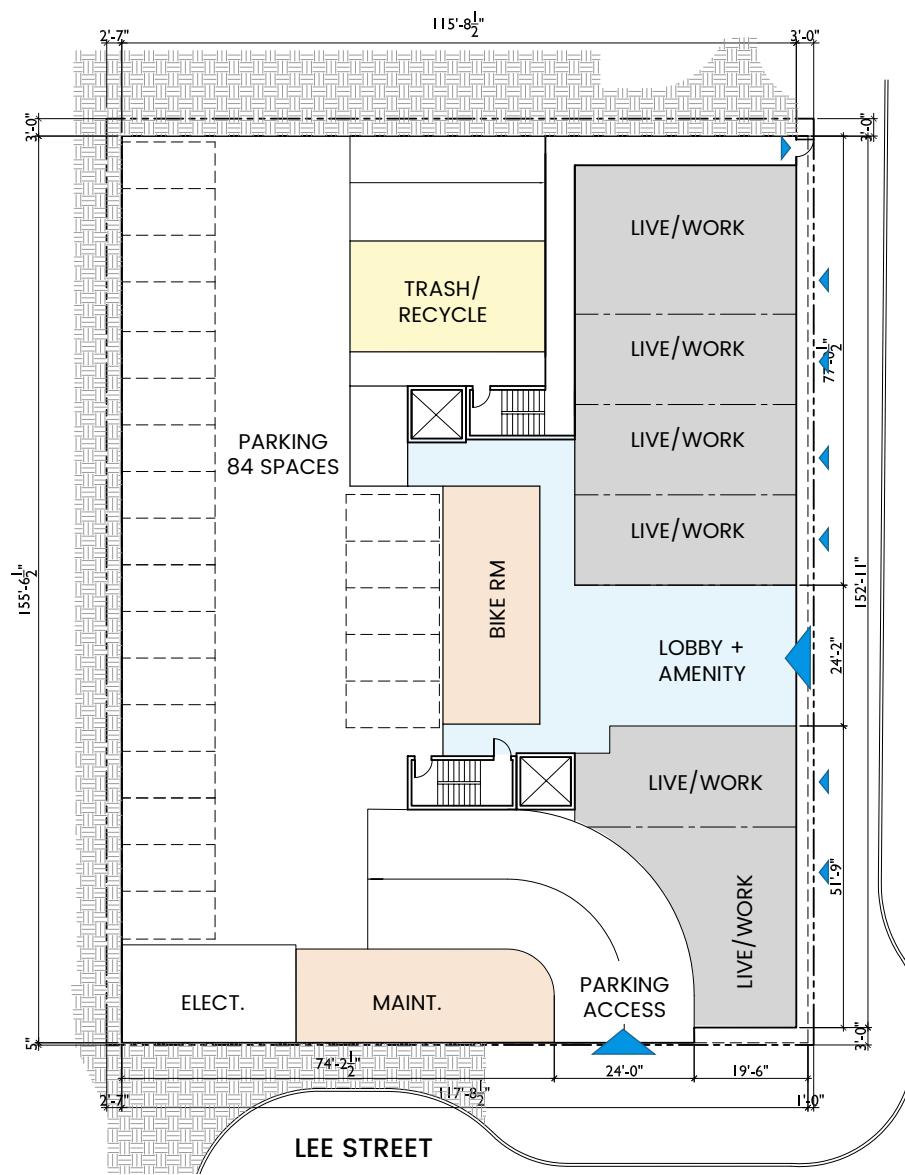 115'-8½"
2'-7"
3'-0"
3'-0"
3'-0"
LIVE/WORK
TRASH/
RECYCLE
LIVE/WORK
77'-0½"
PARKING
84 SPACES
LIVE/WORK
LIVE/WORK
155'-6½"
152'-11"
BIKE RM
LOBBY +
AMENITY
24'-2"
LIVE/WORK
51'-9"
LIVE/WORK
ELECT.
MAINT.
PARKING
ACCESS
5"
3'-0"
74'-2½"
24'-0"
19'-6"
117'-8½"
2'-7"
1'-0"
LEE STREET